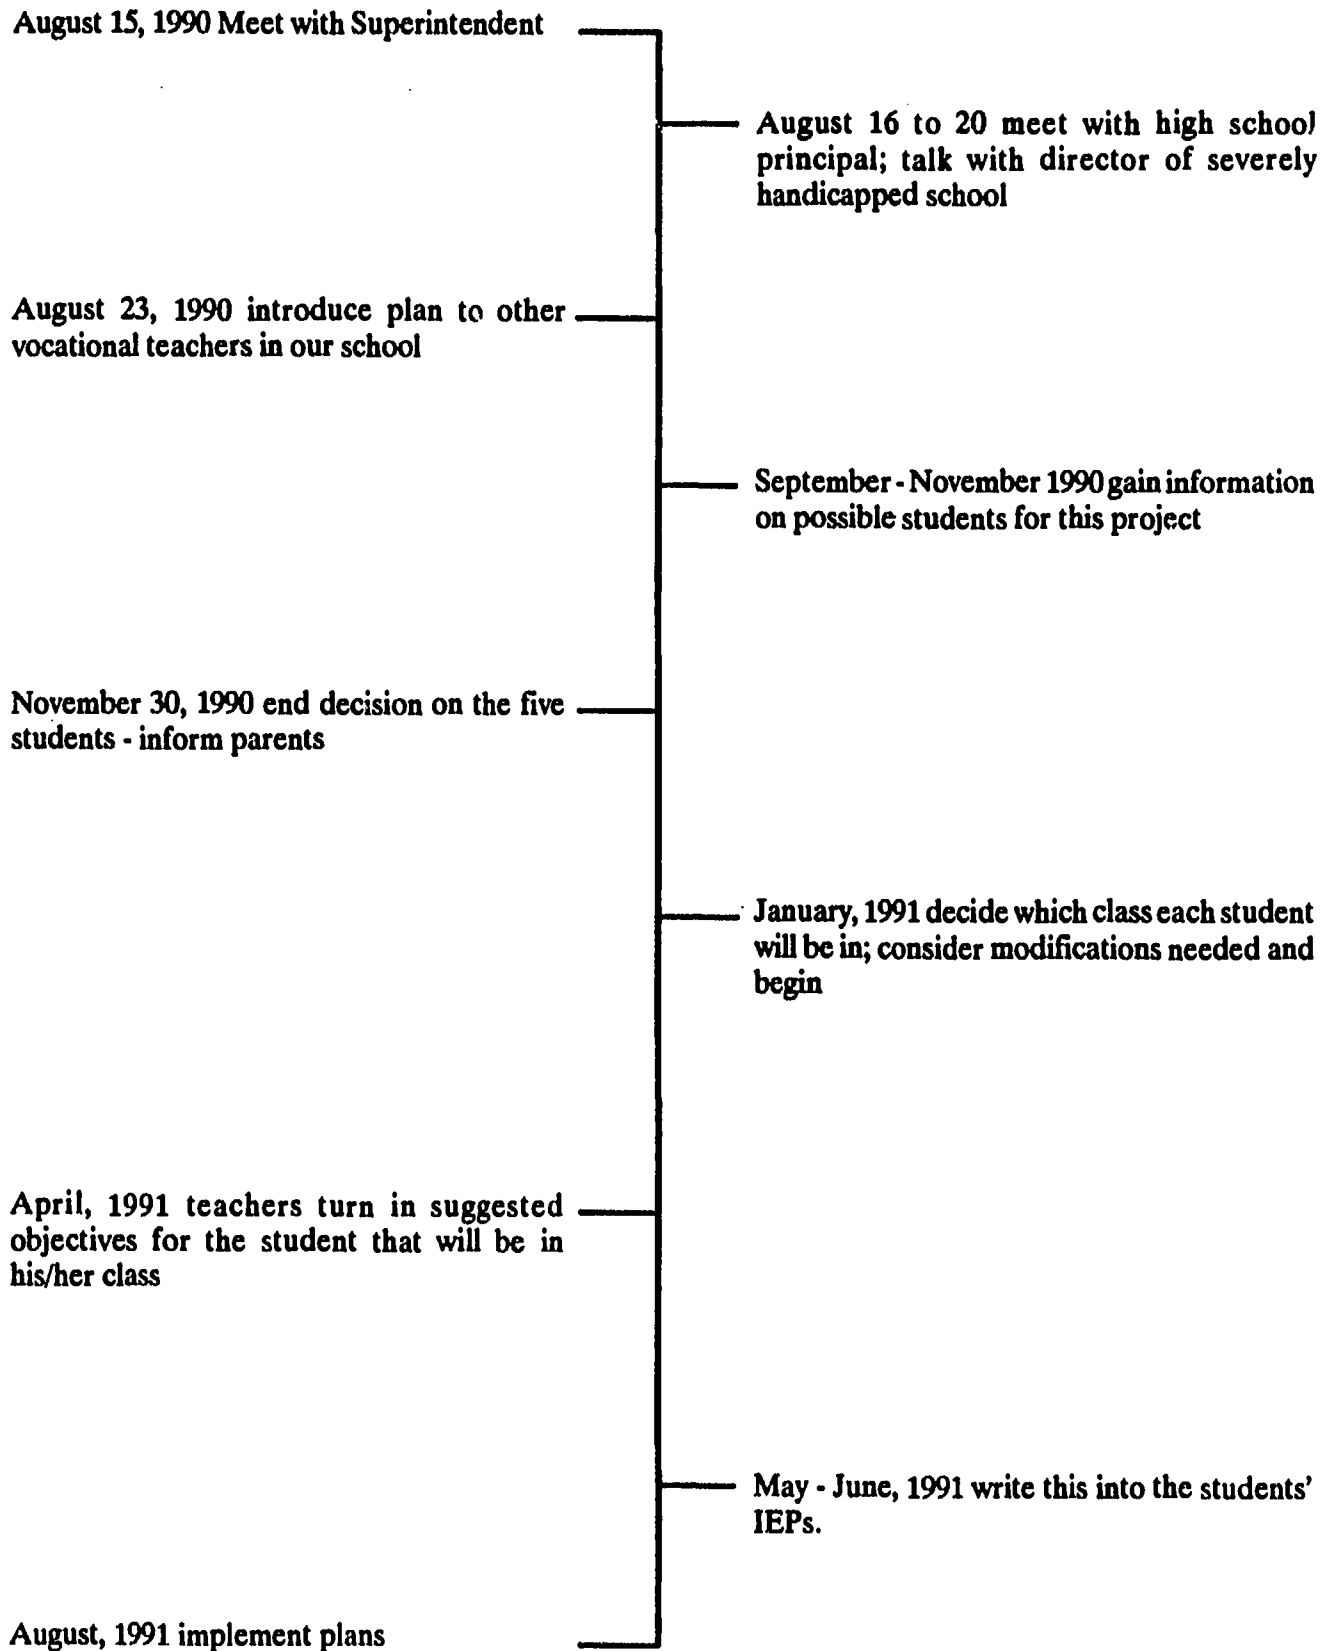 August 15, 1990 Meet with Superintendent
August 16 to 20 meet with high school
principal; talk with director of severely
handicapped school
August 23, 1990 introduce plan to other
vocational teachers in our school
September - November 1990 gain information
on possible students for this project
November 30, 1990 end decision on the five
students - inform parents
January, 1991 decide which class each student
will be in; consider modifications needed and
begin
April, 1991 teachers turn in suggested
objectives for the student that will be in
his/her class
May - June, 1991 write this into the students'
IEPs.
August, 1991 implement plans